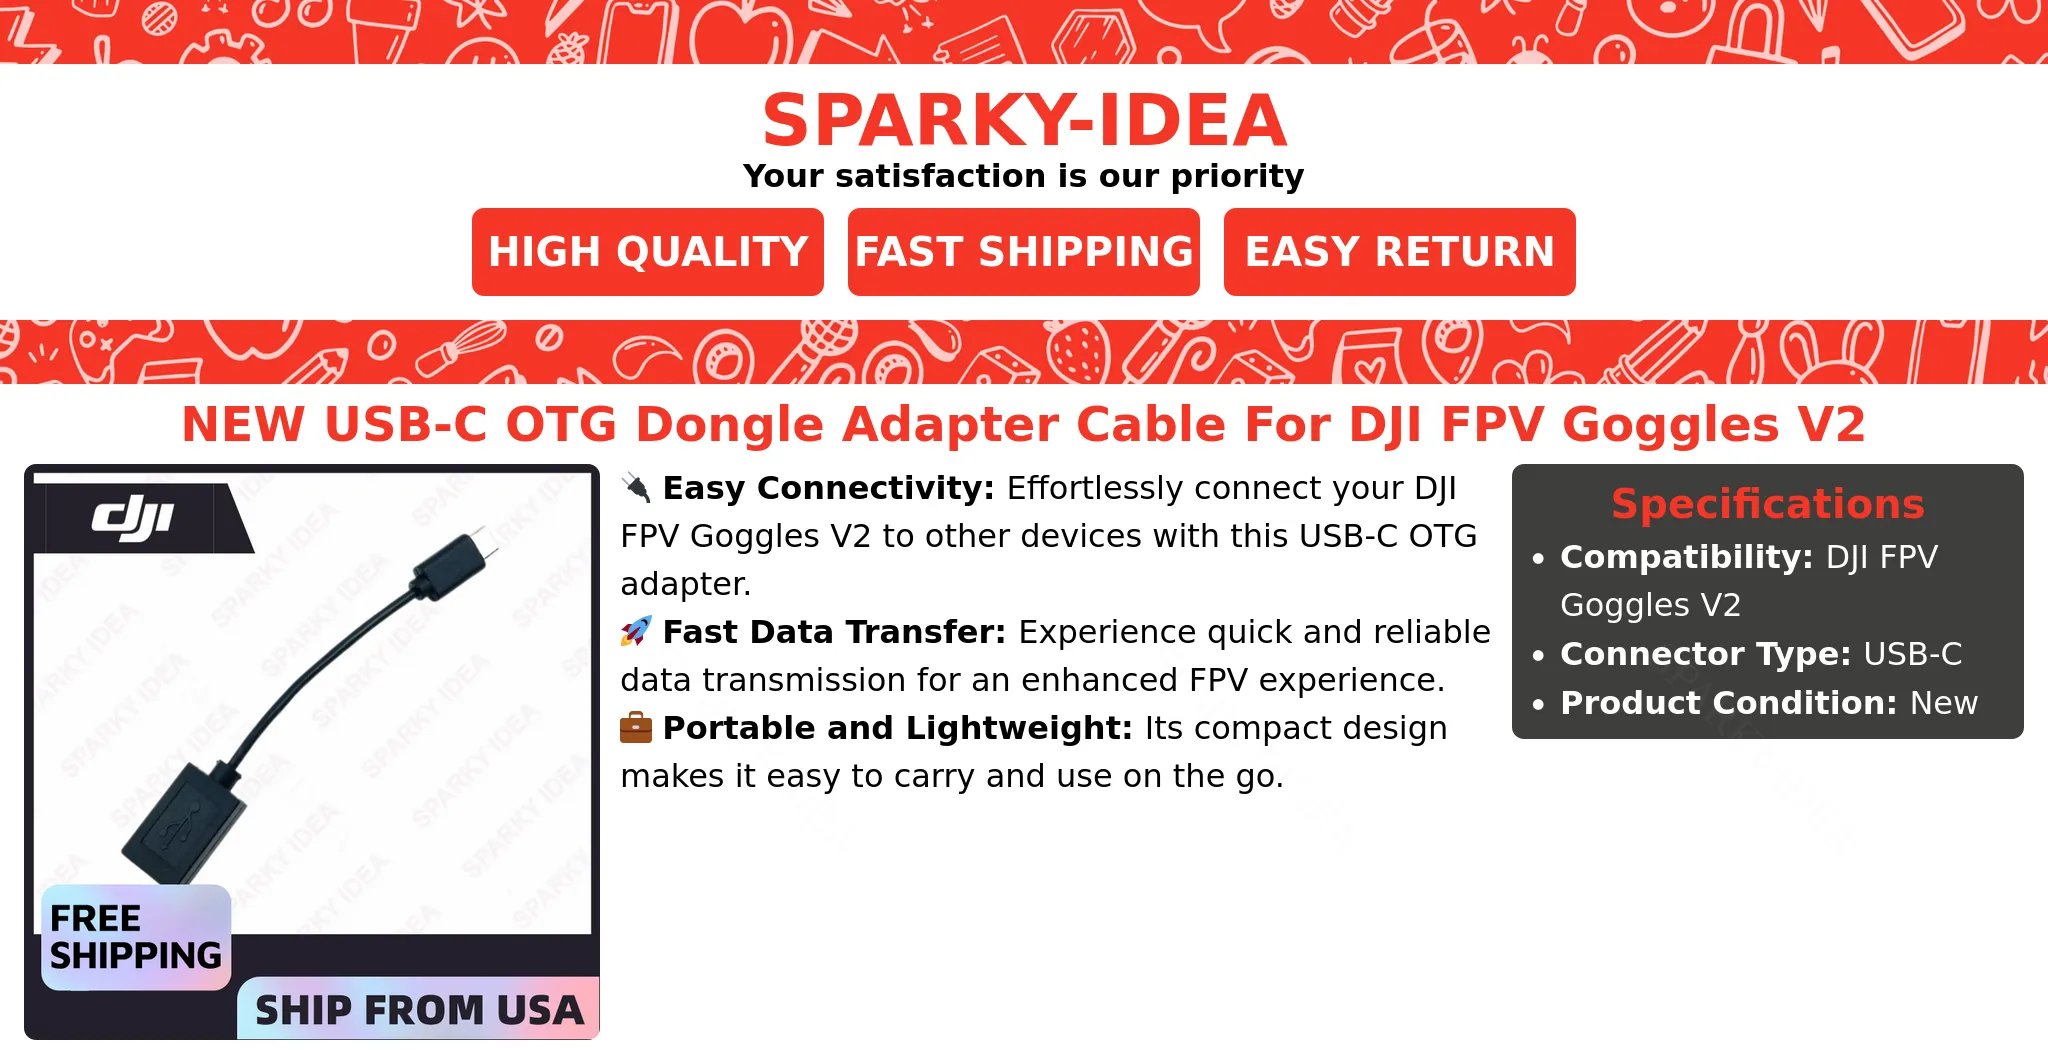 SPARKY-IDEA
Your satisfaction is our priority
HIGH QUALITY
FAST SHIPPING
EASY RETURN
NEW USB-C OTG Dongle Adapter Cable For DJI FPV Goggles V2
dji
FREE
SHIPPING
SHIP FROM USA
🔌 Easy Connectivity: Effortlessly connect your DJI
FPV Goggles V2 to other devices with this USB-C OTG
adapter.
🚀 Fast Data Transfer: Experience quick and reliable
data transmission for an enhanced FPV experience.
💼 Portable and Lightweight: Its compact design
makes it easy to carry and use on the go.
Specifications
• Compatibility: DJI FPV
Goggles V2
• Connector Type: USB-C
• Product Condition: New
SPARKY IDEA